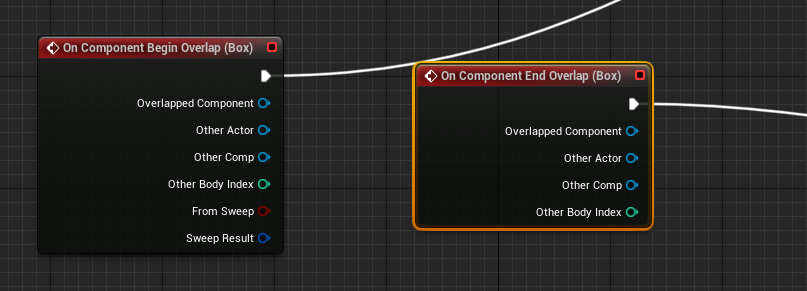 On Component Begin Overlap (Box)
Overlapped Component
Other Actor
Other Comp
Other Body Index
From Sweep
Sweep Result
On Component End Overlap (Box)
Overlapped Component
Other Actor
Other Comp
Other Body Index